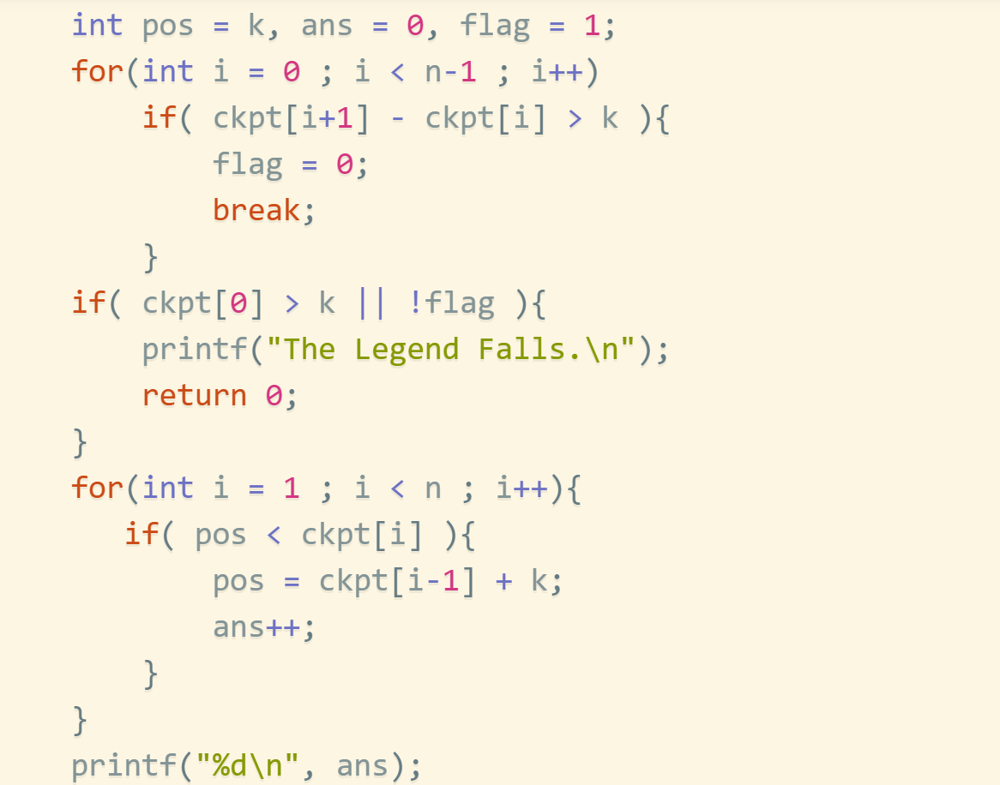 int pos = k, ans = 0, flag = 1;
for(int i = 0 ; i < n-1 ; i++)
    if( ckpt[i+1] - ckpt[i] > k ){
        flag = 0;
        break;
    }
if( ckpt[0] > k || !flag ){
    printf("The Legend Falls.\n");
    return 0;
}
for(int i = 1 ; i < n ; i++){
   if( pos < ckpt[i] ){
        pos = ckpt[i-1] + k;
        ans++;
    }
}
printf("%d\n", ans);